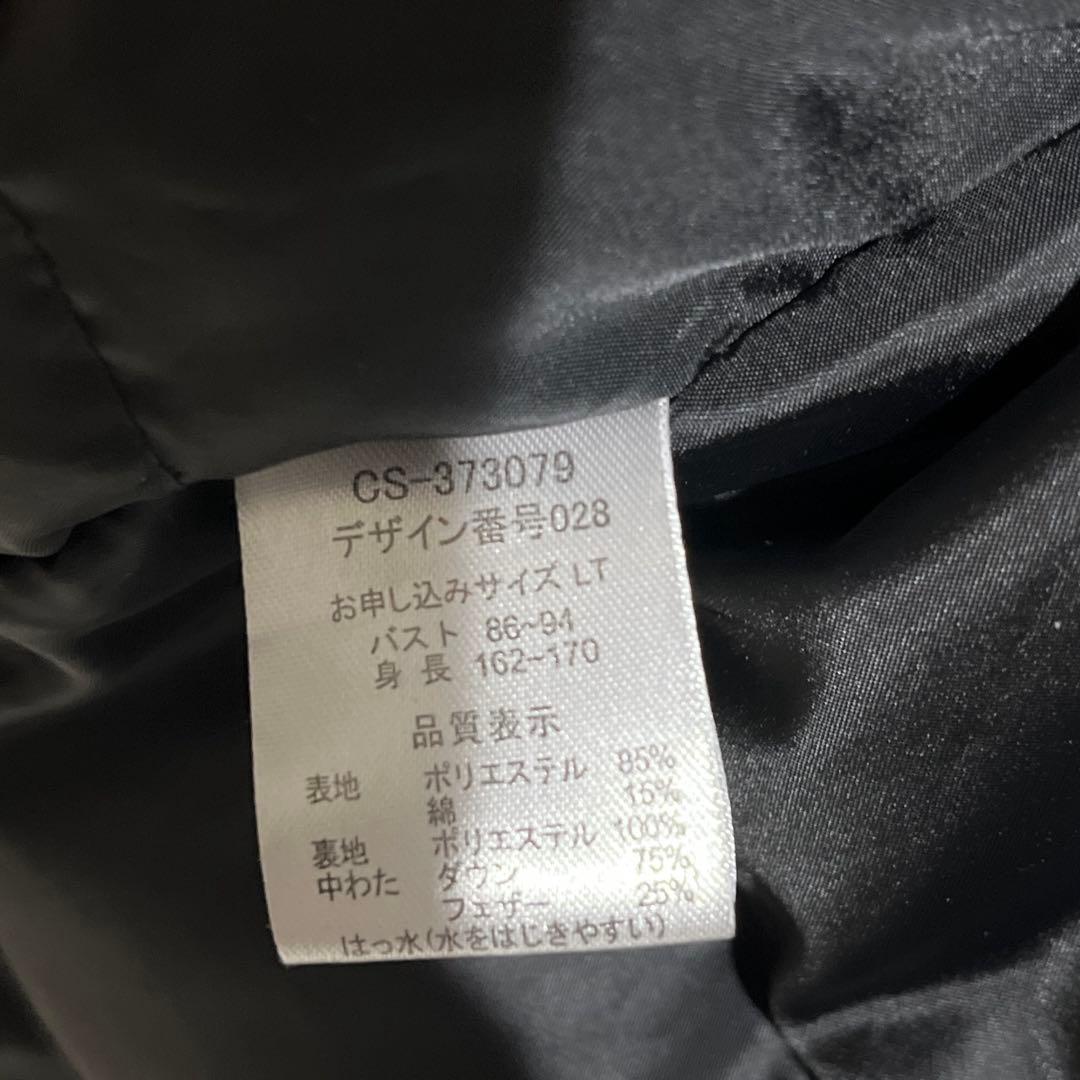 CS-373079
デザイン番号028
お申し込みサイズ LT
バスト 86~94
身長 162-170
品質表示
表地 ポリエステル 85%
綿 15%
裏地 ポリエステル 100%
中わた ダウン 75%
フェザー 25%
はっ水(水をはじきやすい)